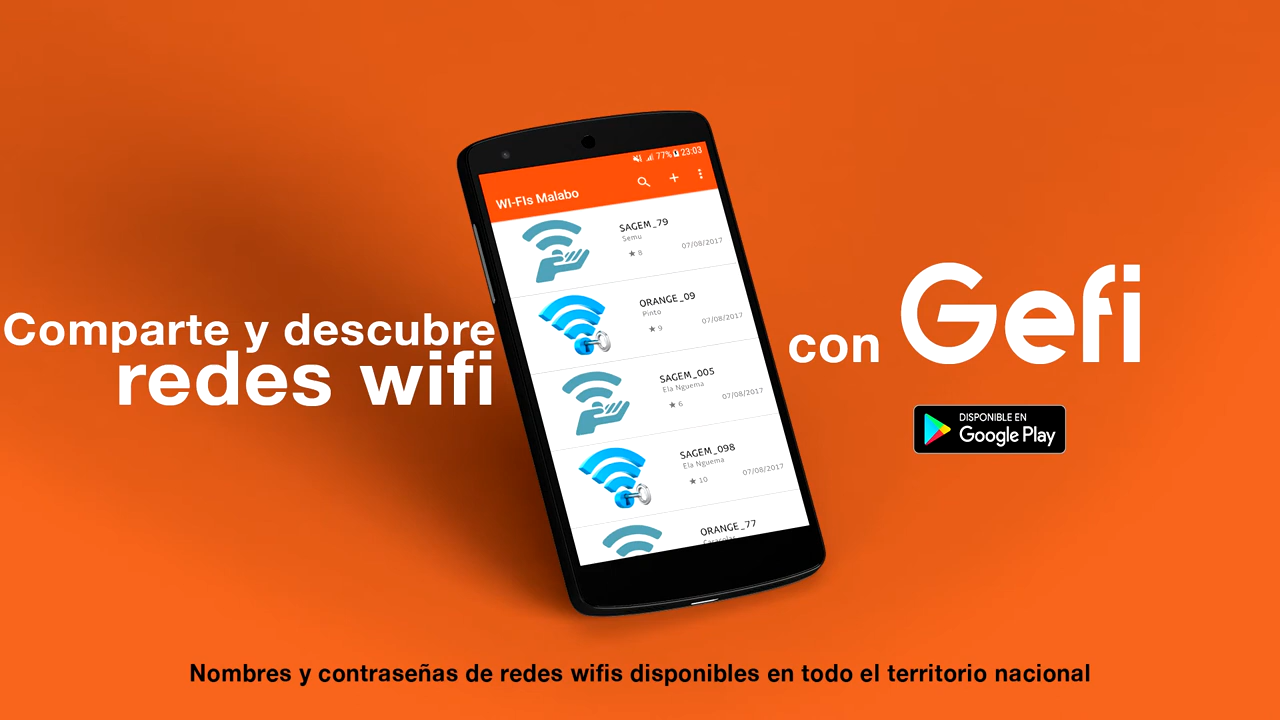 Comparte y descubre
redes wifi
con Gefi
DISPONIBLE EN
Google Play
77% 23:03
WI-FIs Malabo
SAGEM_79
Semu
8
07/08/2017
ORANGE_09
Pinto
9
07/08/2017
SAGEM_005
Ela Nguema
6
07/08/2017
SAGEM_098
Ela Nguema
10
07/08/2017
ORANGE_77
Nombres y contraseñas de redes wifis disponibles en todo el territorio nacional